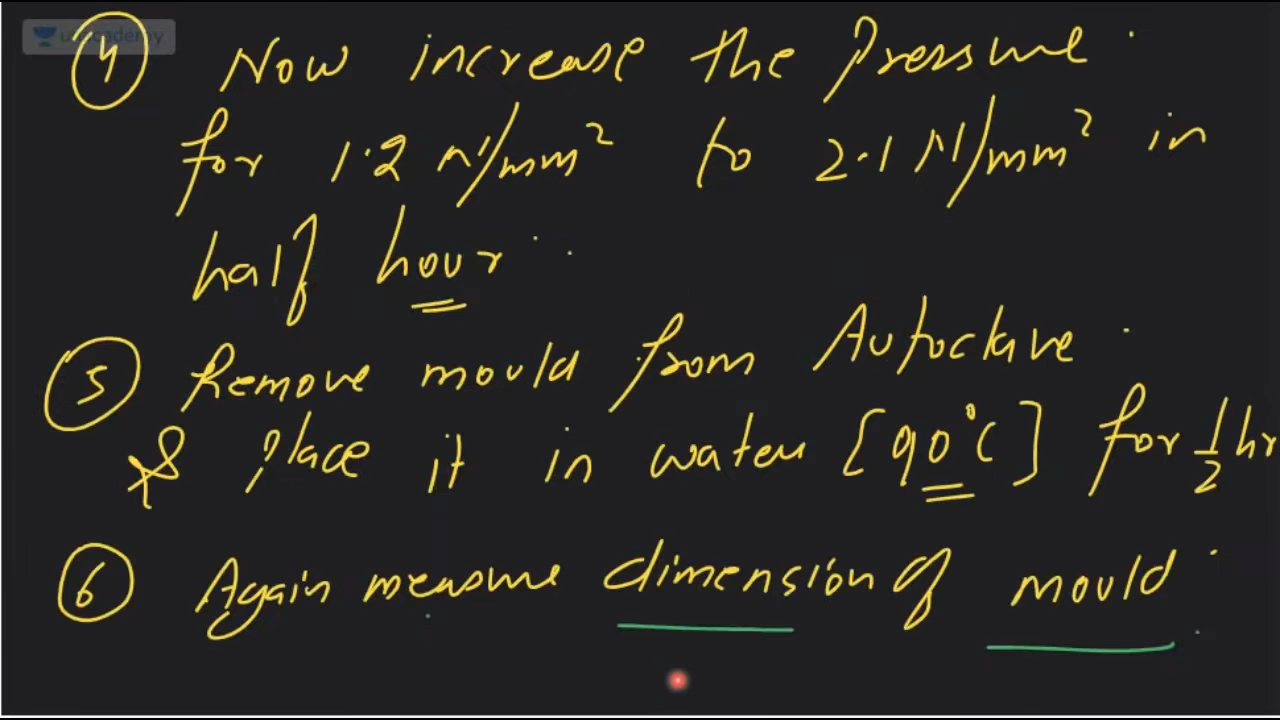 unacademy
(4) Now increase the Pressure
for 1.2 N/mm² to 2.1 N/mm² in
half hour
(5) Remove mould from Autoclave
& place it in water [90°C] for 1/2 hr
(6) Again measure dimension of mould